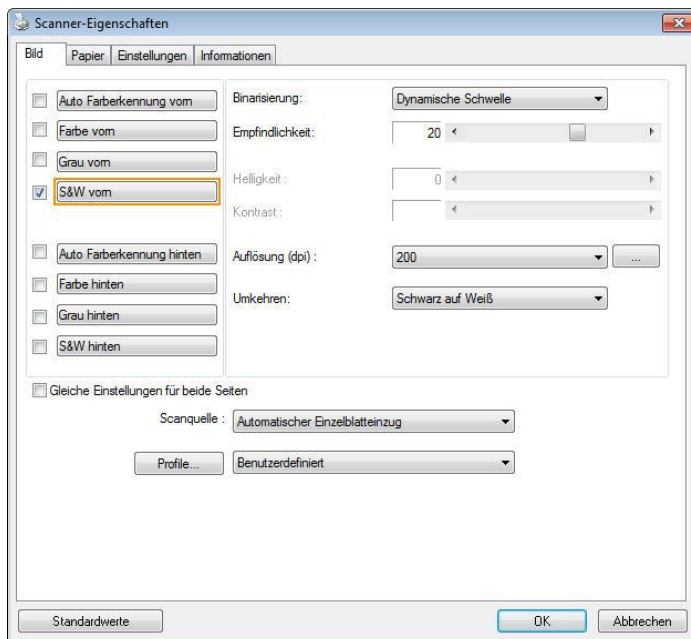 Scanner-Eigenschaften
Bild Papier Einstellungen Informationen
Auto Farberkennung vorn
Farbe vorn
Grau vorn
S&W vorn
Auto Farberkennung hinten
Farbe hinten
Grau hinten
S&W hinten
Binarisierung: Dynamische Schwelle
Empfindlichkeit: 20
Helligkeit : 0
Kontrast :
Auflösung (dpi) : 200 ...
Umkehren: Schwarz auf Weiß
Gleiche Einstellungen für beide Seiten
Scanquelle : Automatischer Einzelblatteinzug
Profile... Benutzerdefiniert
Standardwerte OK Abbrechen